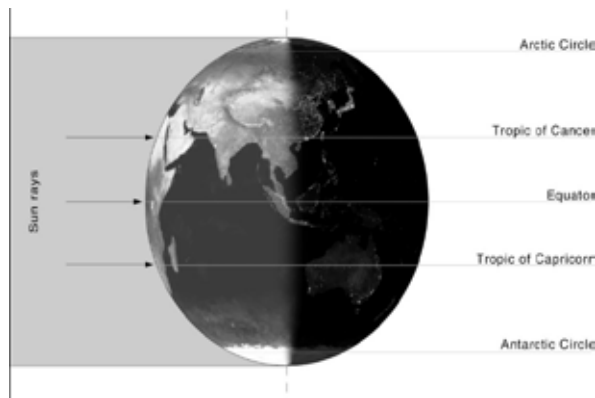 Arctic Circle
Tropic of Cancer
Sun rays
Equator
Tropic of Capricorn
Antarctic Circle